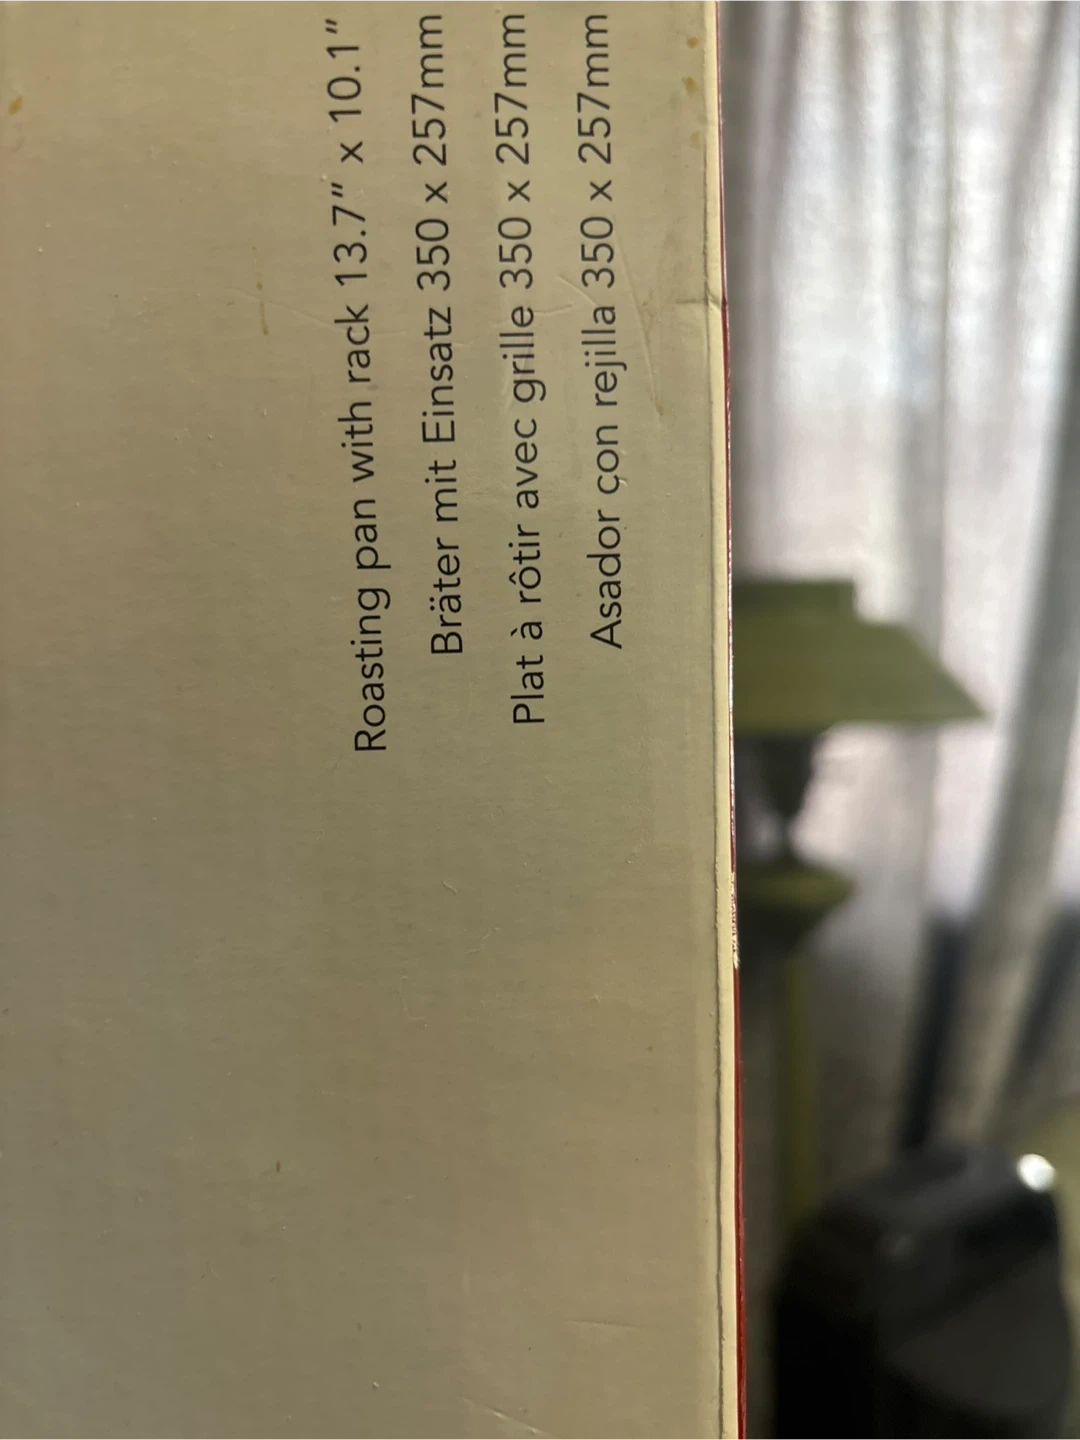 Roasting pan with rack 13.7" x 10.1"
Bräter mit Einsatz 350 x 257mm
Plat à rôtir avec grille 350 x 257mm
Asador con rejilla 350 x 257mm